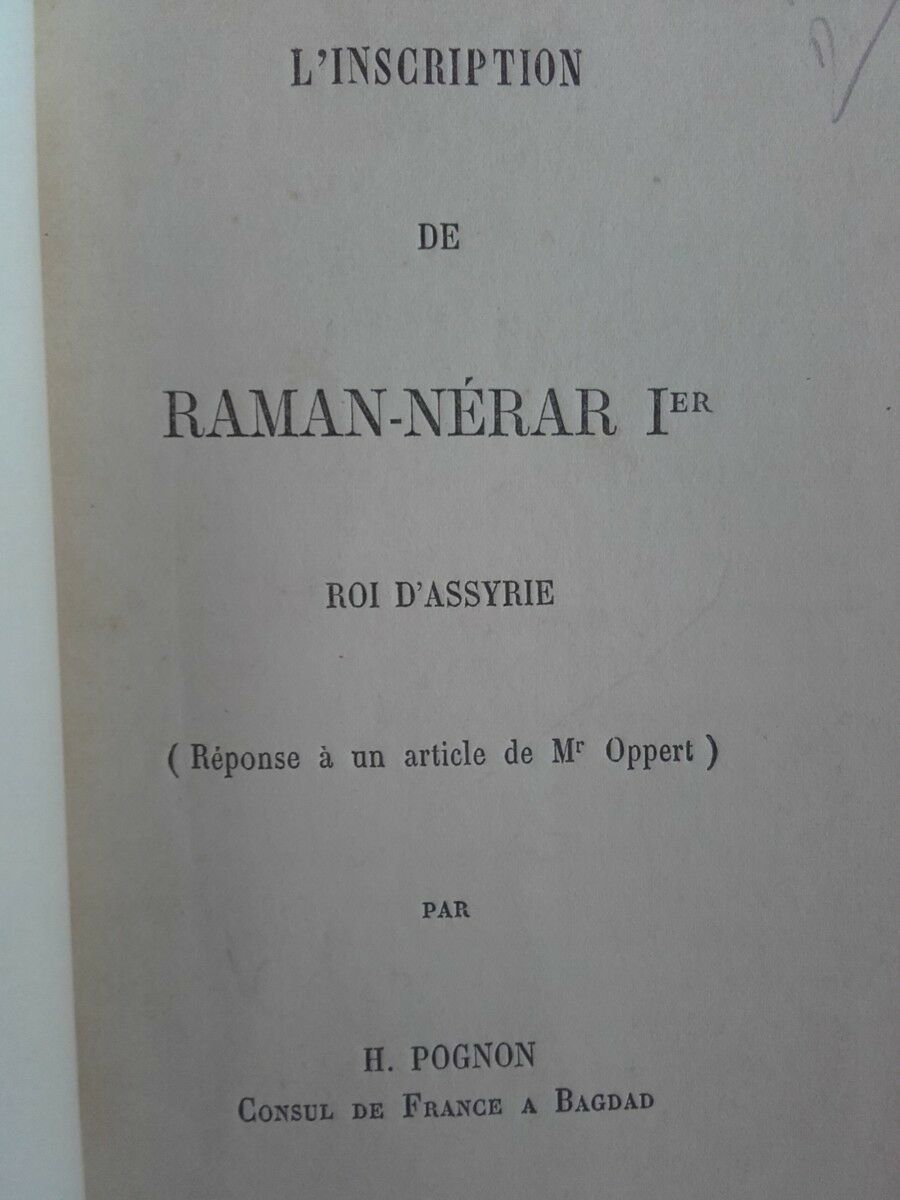 L'INSCRIPTION
DE
RAMAN-NÉRAR IER
ROI D'ASSYRIE
( Réponse à un article de Mr Oppert )
PAR
H. POGNON
CONSUL DE FRANCE A BAGDAD